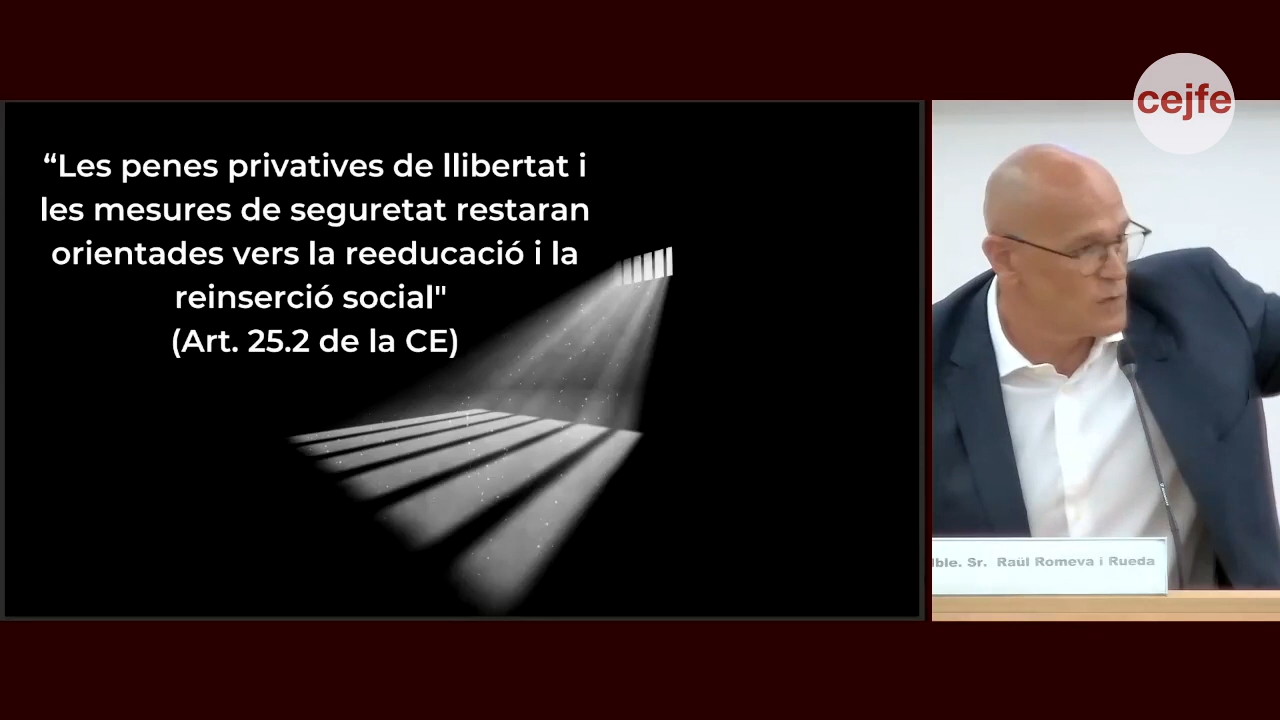 “Les penes privatives de llibertat i
les mesures de seguretat restaran
orientades vers la reeducació i la
reinserció social"
(Art. 25.2 de la CE)
cejfe
lble. Sr. Raül Romeva i Rueda